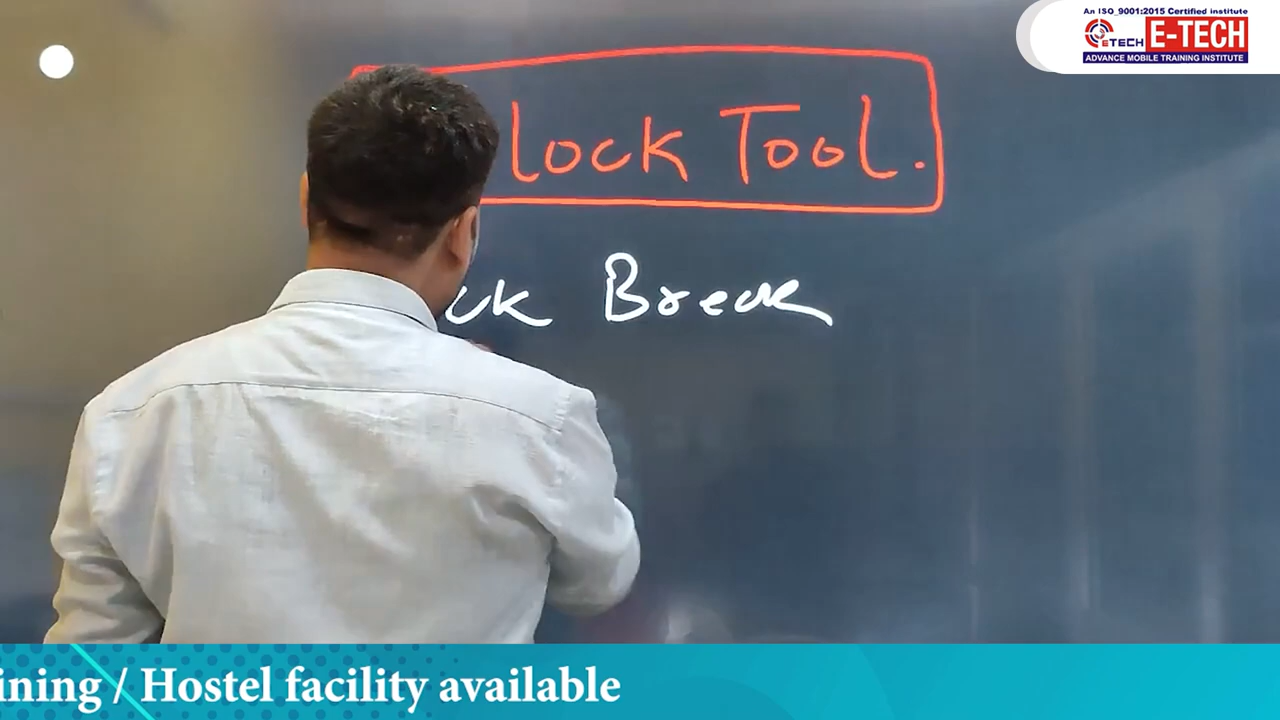 An ISO 9001:2015 Certified institute
ETECH E-TECH
ADVANCE MOBILE TRAINING INSTITUTE
lock Tool.
ck Break
ining / Hostel facility available